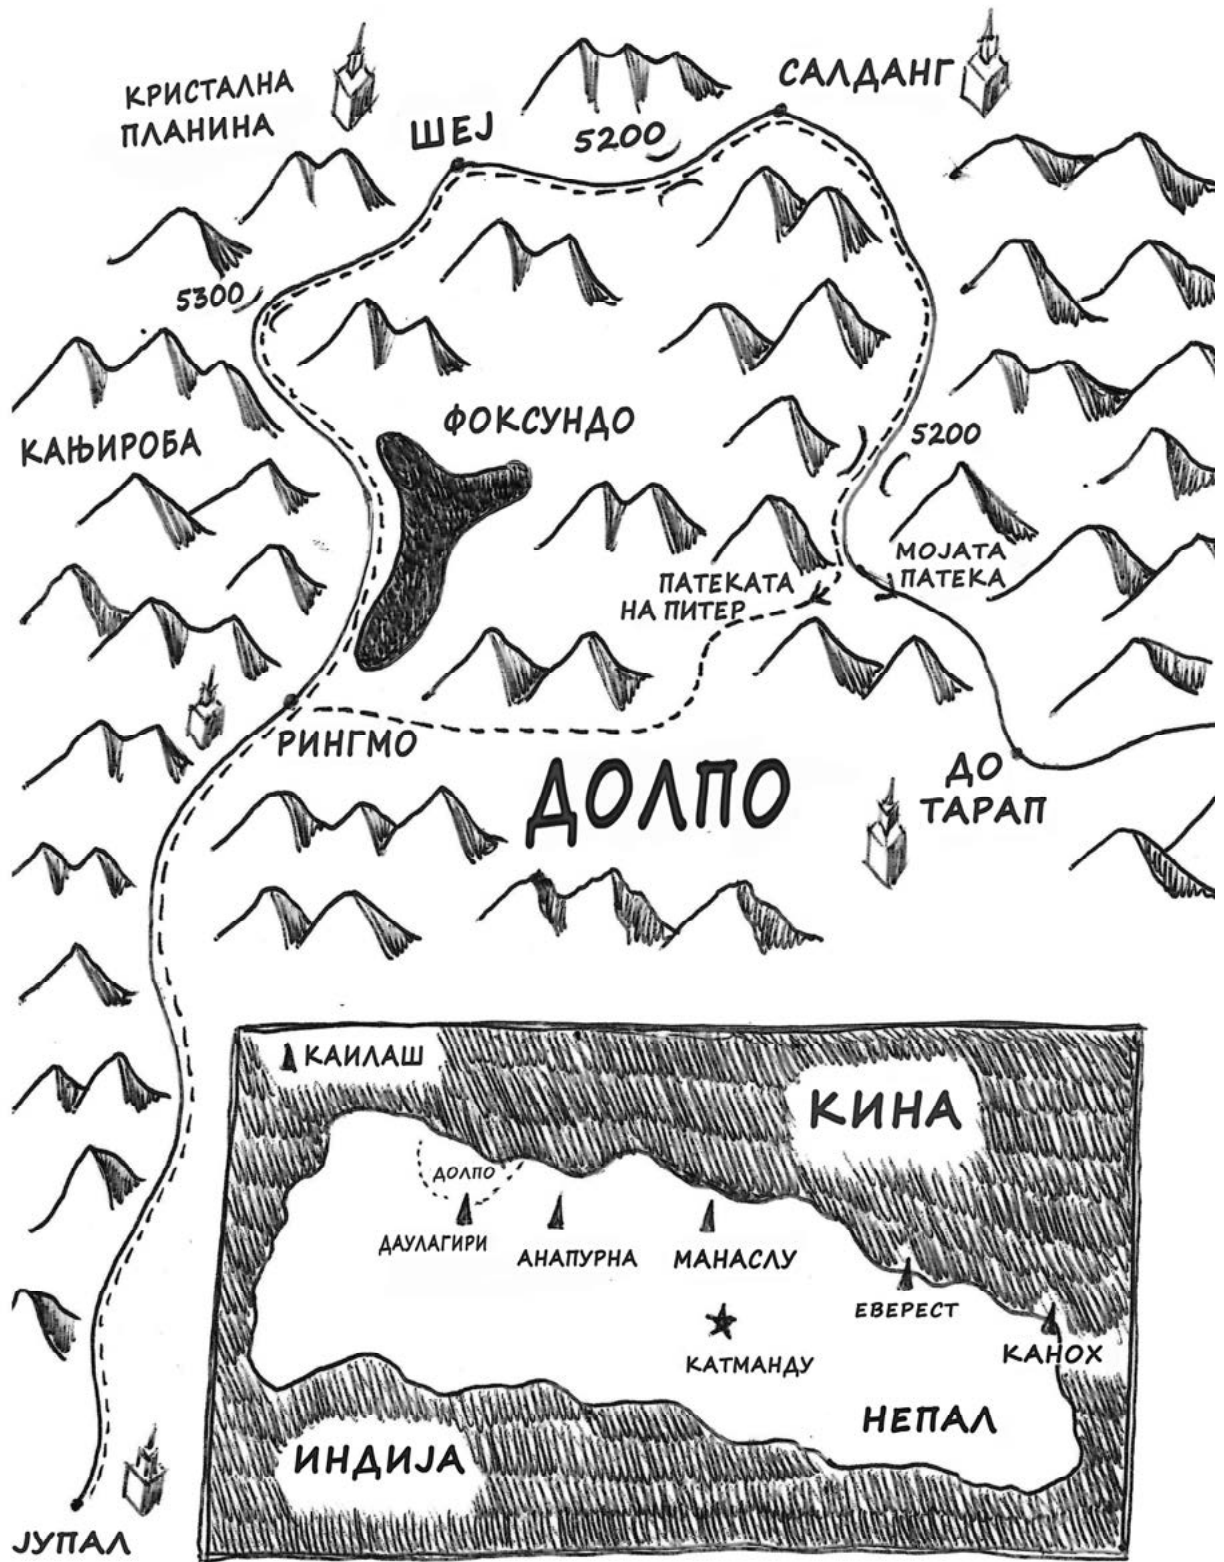 КРИСТАЛНА
ПЛАНИНА
ШЕЈ
5200
САЛДАНГ
5300
КАЊИРОБА
ФОКСУНДО
5200
МОЈАТА
ПАТЕКА
ПАТЕКАТА
НА ПИТЕР
РИНГМО
ДОЛПО
ДО
ТАРАП
КАИЛАШ
КИНА
ДОЛПО
ДАУЛАГИРИ
АНАПУРНА
МАНАСЛУ
ЕВЕРЕСТ
КАТМАНДУ
КАНОХ
НЕПАЛ
ИНДИЈА
ЈУПАЛ